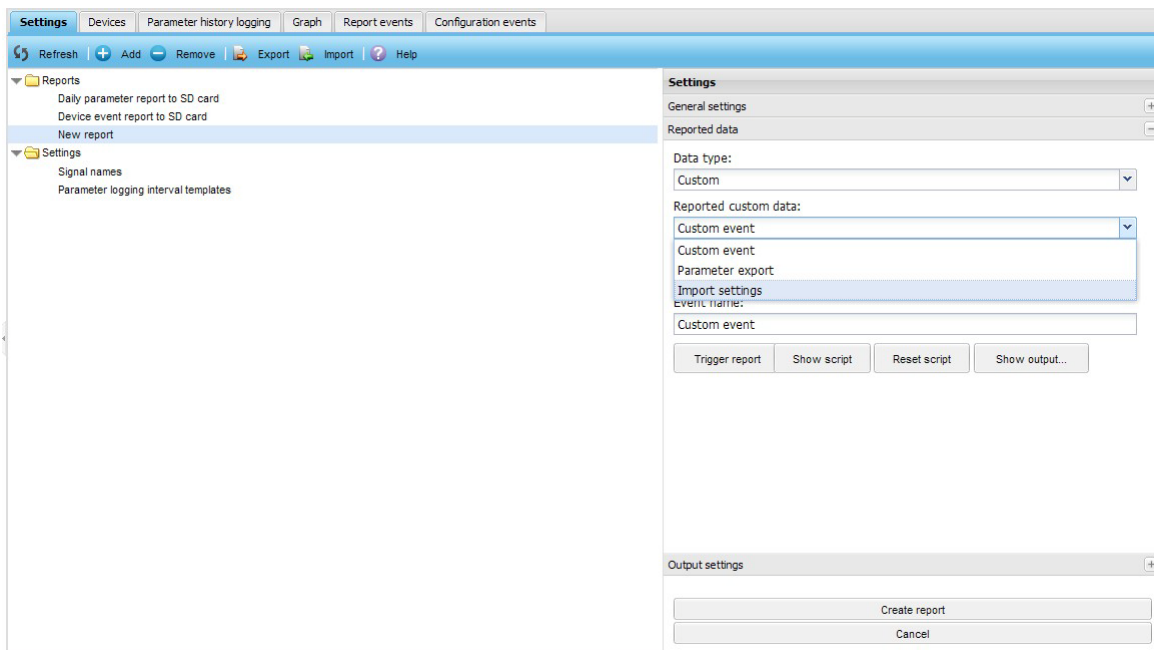 Settings Devices Parameter history logging Graph Report events Configuration events
Refresh Add Remove Export Import Help
Reports
Daily parameter report to SD card
Device event report to SD card
New report
Settings
Signal names
Parameter logging interval templates
Settings
General settings
Reported data
Data type:
Custom
Reported custom data:
Custom event
Custom event
Parameter export
Import settings
Event name:
Custom event
Trigger report Show script Reset script Show output...
Output settings
Create report
Cancel